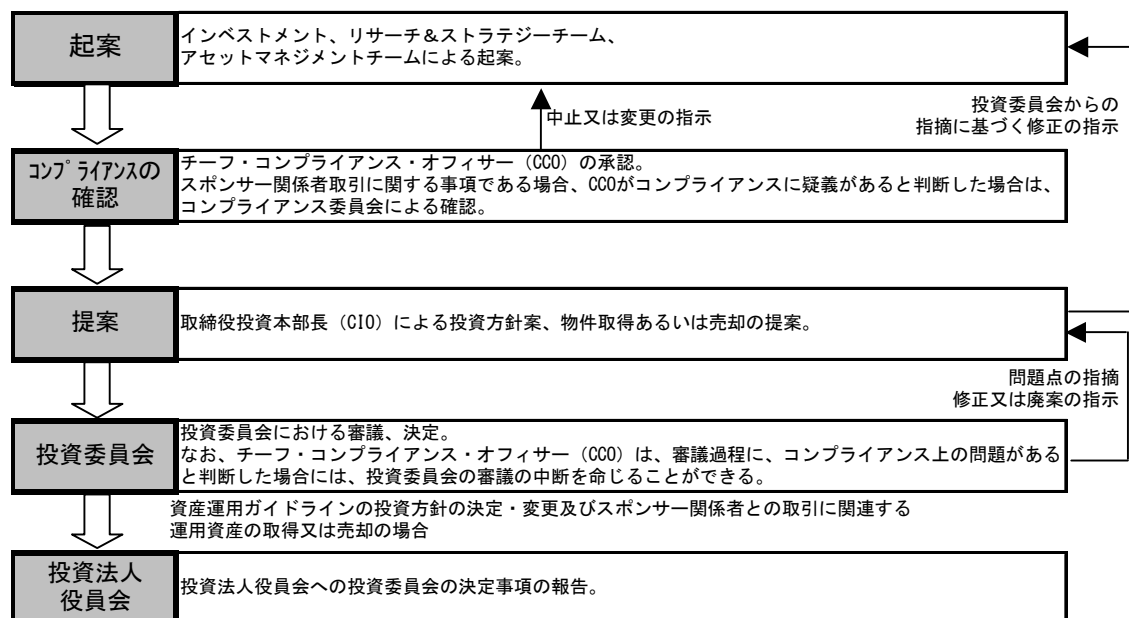 起案
インベストメント、リサーチ＆ストラテジーチーム、
アセットマネジメントチームによる起案。
中止又は変更の指示
投資委員会からの
指摘に基づく修正の指示
ｺﾝﾌﾟﾗｲｱﾝｽの
確認
チーフ・コンプライアンス・オフィサー（CCO）の承認。
スポンサー関係者取引に関する事項である場合、CCOがコンプライアンスに疑義があると判断した場合は、
コンプライアンス委員会による確認。
提案
取締役投資本部長（CIO）による投資方針案、物件取得あるいは売却の提案。
問題点の指摘
修正又は廃案の指示
投資委員会
投資委員会における審議、決定。
なお、チーフ・コンプライアンス・オフィサー（CCO）は、審議過程に、コンプライアンス上の問題がある
と判断した場合には、投資委員会の審議の中断を命じることができる。
資産運用ガイドラインの投資方針の決定・変更及びスポンサー関係者との取引に関連する
運用資産の取得又は売却の場合
投資法人
役員会
投資法人役員会への投資委員会の決定事項の報告。